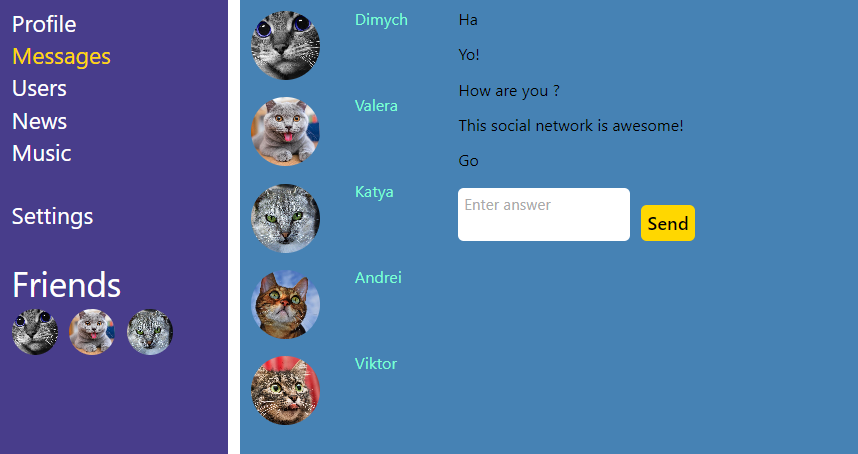 Profile
Messages
Users
News
Music
Settings
Friends
Dimych
Valera
Katya
Andrei
Viktor
Ha
Yo!
How are you ?
This social network is awesome!
Go
Enter answer
Send